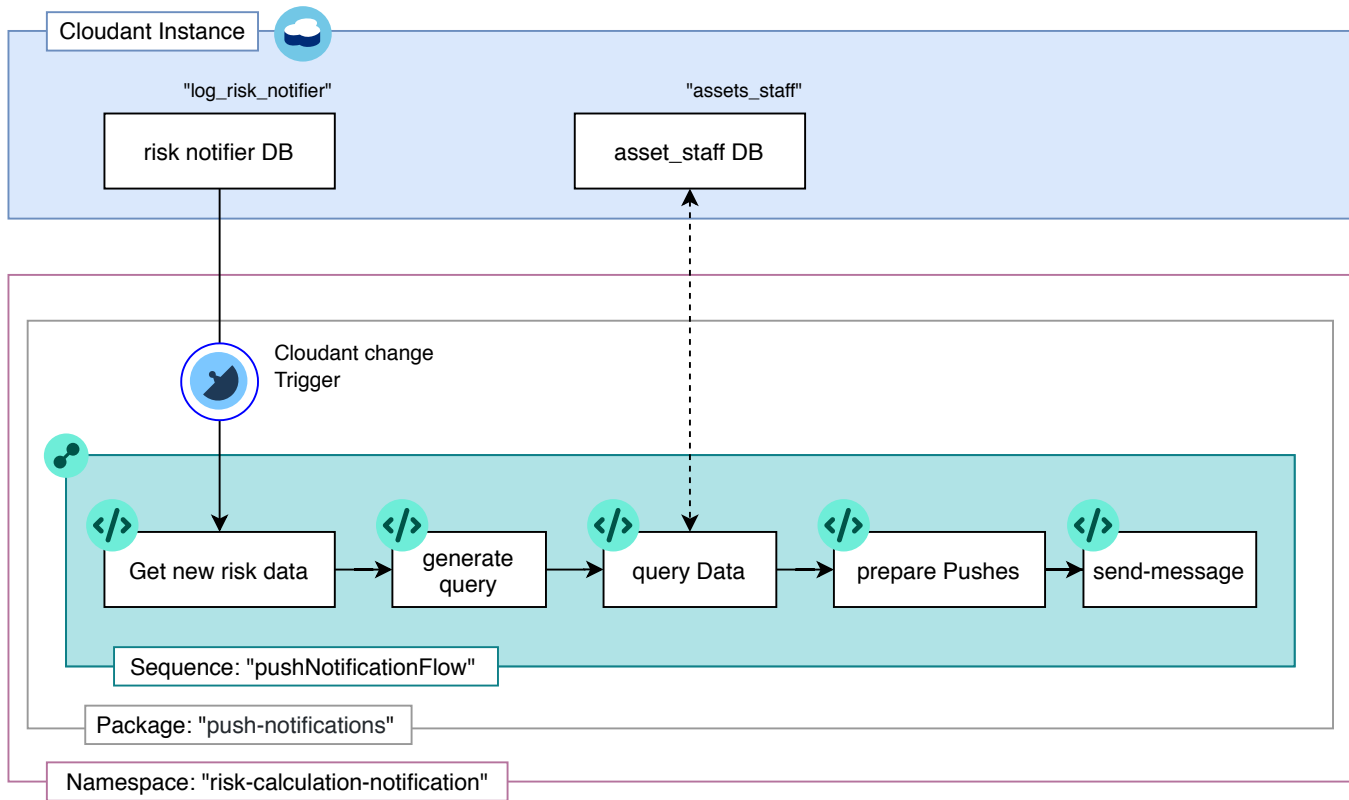 Cloudant Instance
"log_risk_notifier"
"assets_staff"
risk notifier DB
asset_staff DB
Cloudant change
Trigger
</>
</>
</>
</>
</>
Get new risk data
generate
query
query Data
prepare Pushes
send-message
Sequence: "pushNotificationFlow"
Package: "push-notifications"
Namespace: "risk-calculation-notification"